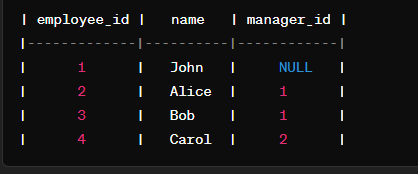 | employee_id |   name   | manager_id |
|-------------|----------|------------|
|      1      |   John   |     NULL   |
|      2      |   Alice  |     1      |
|      3      |   Bob    |     1      |
|      4      |   Carol  |     2      |